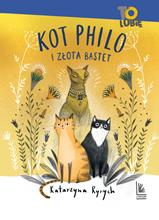 TO
LUBIĘ
KOT PHILO
I ZŁOTA BASTET
Katarzyna Ryrych